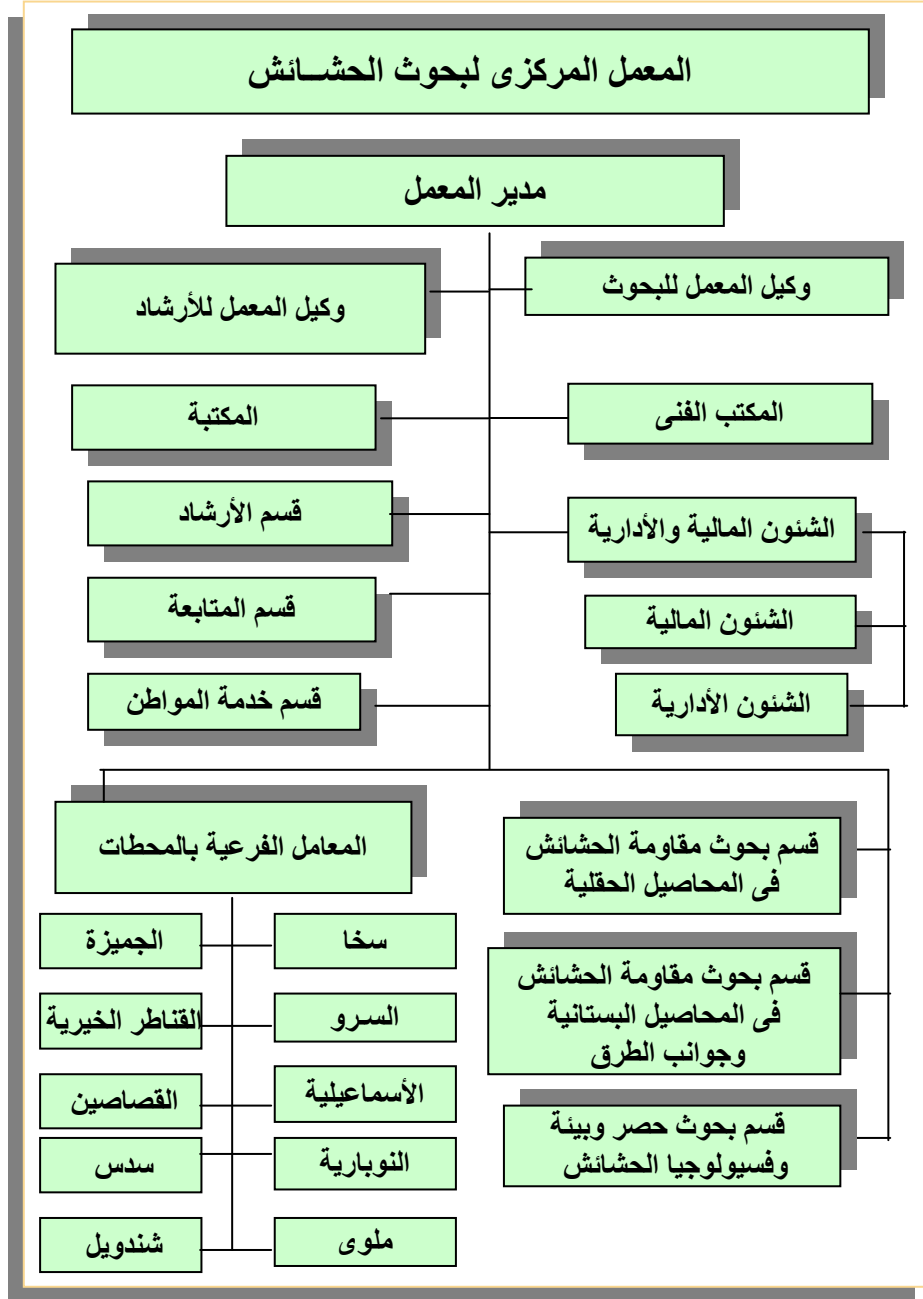 المعمل المركزى لبحوث الحشـــائش
مدير المعمل
وكيل المعمل للبحوث
وكيل المعمل للأرشاد
المكتب الفنى
المكتبة
الشئون المالية والأدارية
قسم الأرشاد
الشئون المالية
قسم المتابعة
الشئون الأدارية
قسم خدمة المواطن
قسم بحوث مقاومة الحشائش
فى المحاصيل الحقلية
قسم بحوث مقاومة الحشائش
فى المحاصيل البستانية
وجوانب الطرق
قسم بحوث حصر وبيئة
وفسيولوجيا الحشائش
المعامل الفرعية بالمحطات
سخا
الجميزة
السرو
القناطر الخيرية
الأسماعيلية
القصاصين
النوبارية
سدس
ملوى
شندويل